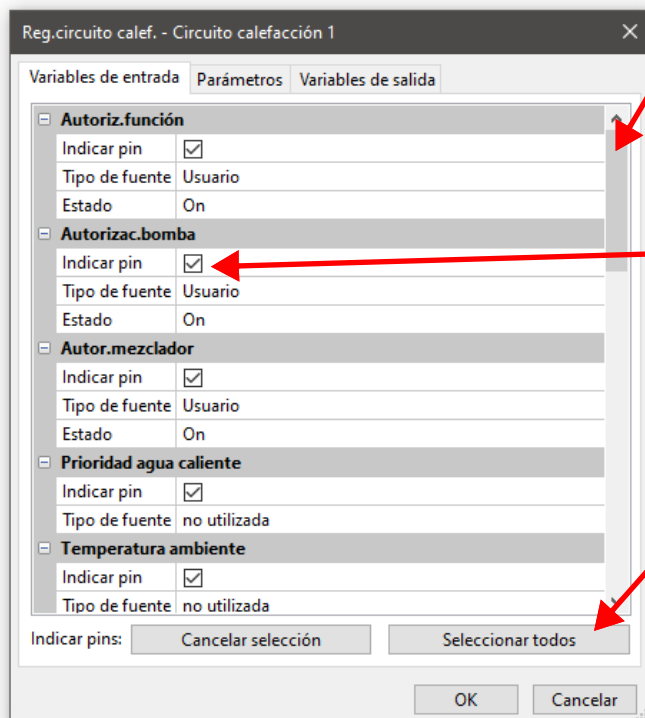 Reg.circuito calef. - Circuito calefacción 1
Variables de entrada Parámetros Variables de salida
Autoriz.función
Indicar pin
Tipo de fuente Usuario
Estado On
Autorizac.bomba
Indicar pin
Tipo de fuente Usuario
Estado On
Autor.mezclador
Indicar pin
Tipo de fuente Usuario
Estado On
Prioridad agua caliente
Indicar pin
Tipo de fuente no utilizada
Temperatura ambiente
Indicar pin
Tipo de fuente no utilizada
Indicar pins: Cancelar selección Seleccionar todos
OK Cancelar